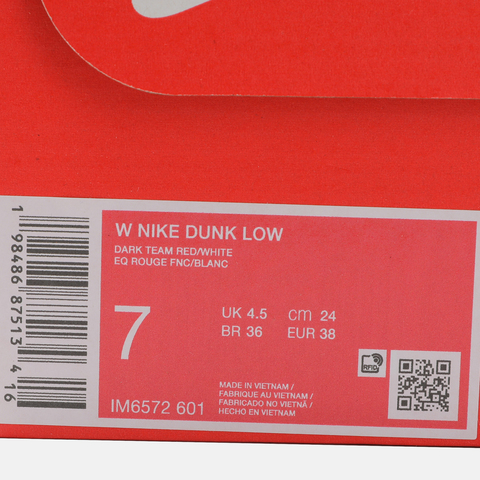 W NIKE DUNK LOW
DARK TEAM RED/WHITE
EQ ROUGE FNC/BLANC
7
UK 4.5 cm 24
BR 36 EUR 38
RFID
MADE IN VIETNAM /
FABRIQUE AU VIETNAM /
FABRICADO NO VIETNÃ /
HECHO EN VIETNAM
IM6572 601
1 98486 87513 4 16